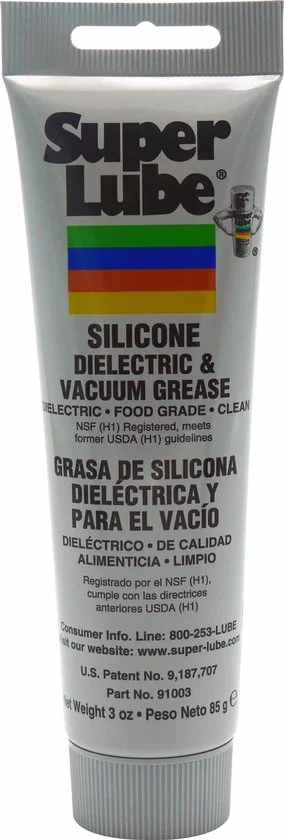 Super
Lube®
®
SILICONE
DIELECTRIC &
VACUUM GREASE
DIELECTRIC • FOOD GRADE • CLEAN
NSF (H1) Registered, meets
former USDA (H1) guidelines
GRASA DE SILICONA
DIELÉCTRICA Y
PARA EL VACÍO
DIELÉCTRICO • DE CALIDAD
ALIMENTICIA • LIMPIO
Registrado por el NSF (H1),
cumple con las directrices
anteriores USDA (H1)
Consumer Info. Line: 800-253-LUBE
Visit our website: www.super-lube.com
U.S. Patent No. 9,187,707
Part No. 91003
Net Weight 3 oz • Peso Neto 85 g ℮